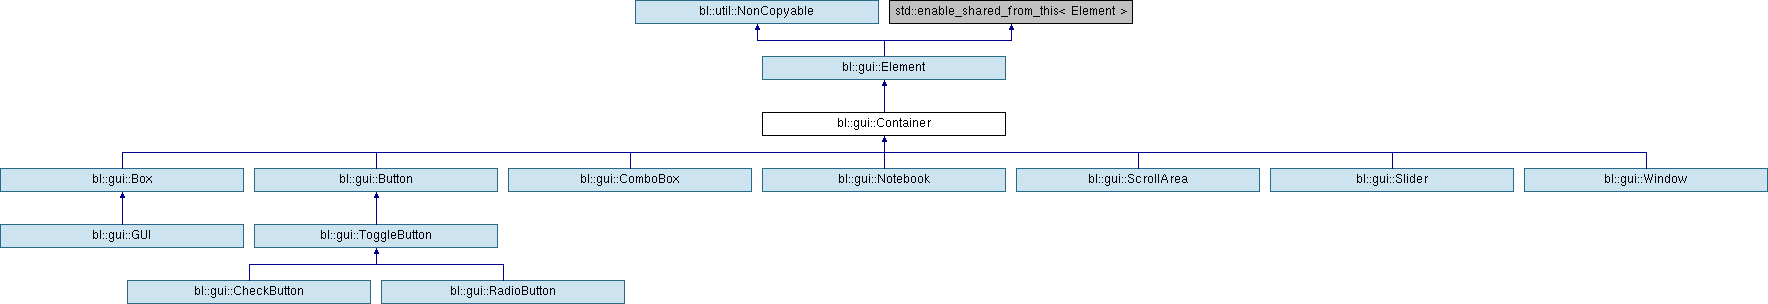 bl::util::NonCopyable
std::enable_shared_from_this< Element >
bl::gui::Element
bl::gui::Container
bl::gui::Box
bl::gui::Button
bl::gui::ComboBox
bl::gui::Notebook
bl::gui::ScrollArea
bl::gui::Slider
bl::gui::Window
bl::gui::GUI
bl::gui::ToggleButton
bl::gui::CheckButton
bl::gui::RadioButton